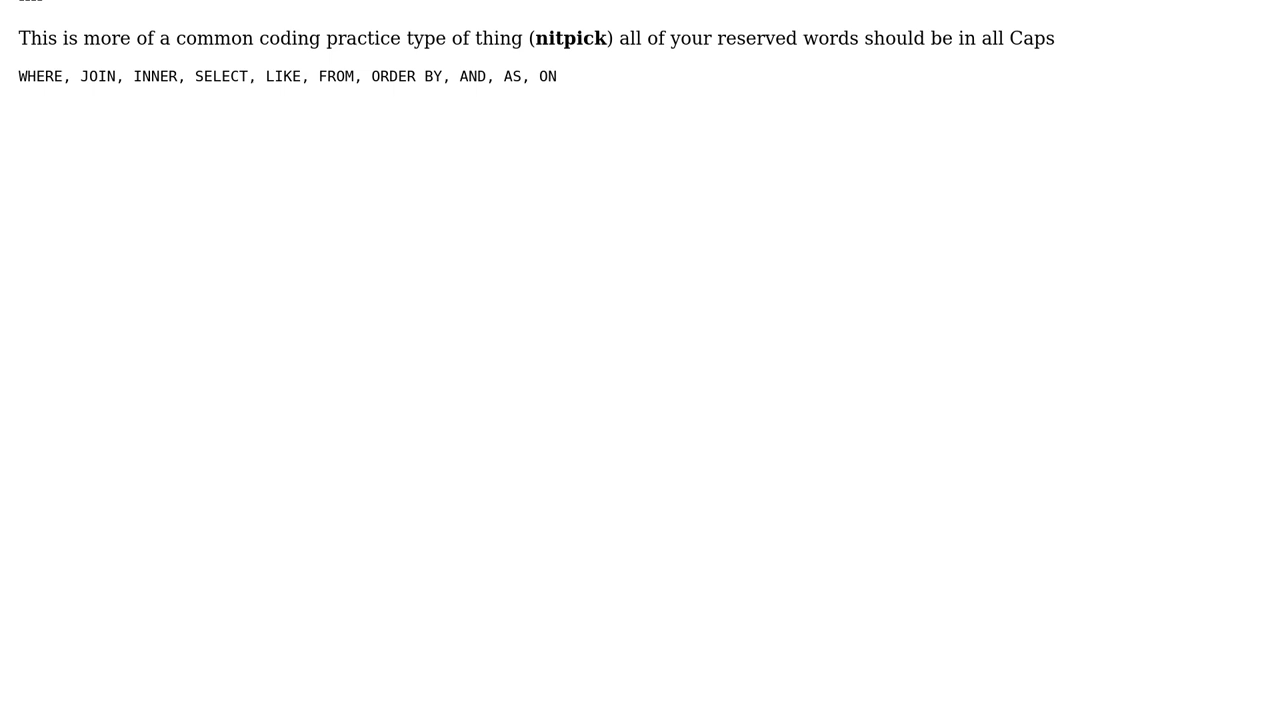 This is more of a common coding practice type of thing (nitpick) all of your reserved words should be in all Caps
WHERE, JOIN, INNER, SELECT, LIKE, FROM, ORDER BY, AND, AS, ON